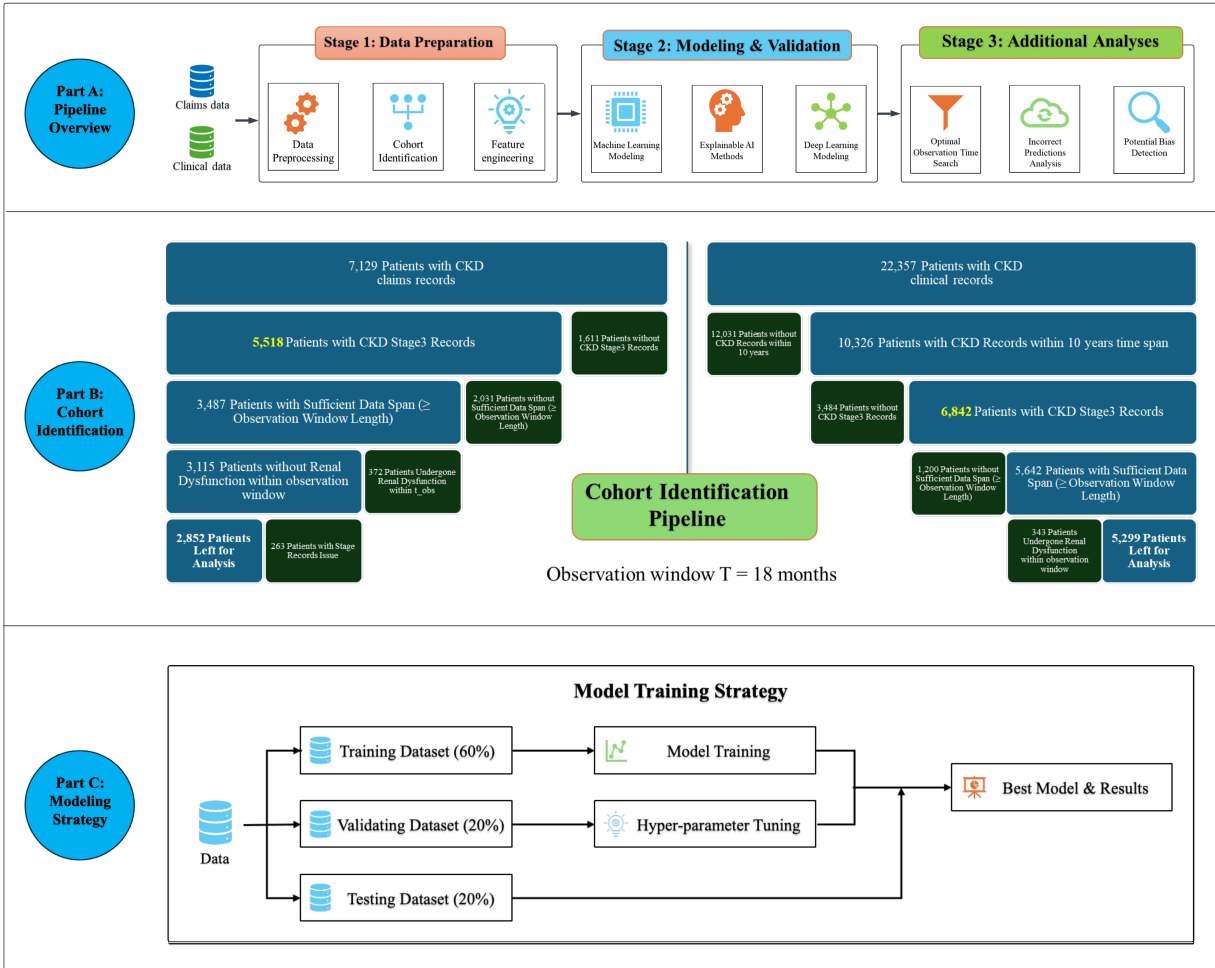 Part A:
Pipeline
Overview
Claims data
Clinical data
Stage 1: Data Preparation
Data
Preprocessing
Cohort
Identification
Feature
engineering
Stage 2: Modeling & Validation
Machine Learning
Modeling
Explainable AI
Methods
Deep Learning
Modeling
Stage 3: Additional Analyses
Optimal
Observation Time
Search
Incorrect
Predictions
Analysis
Potential Bias
Detection
Part B:
Cohort
Identification
7,129 Patients with CKD
claims records
5,518 Patients with CKD Stage3 Records
1,611 Patients without
CKD Stage3 Records
3,487 Patients with Sufficient Data Span (≥
Observation Window Length)
2,031 Patients without
Sufficient Data Span (≥
Observation Window
Length)
3,115 Patients without Renal
Dysfunction within observation
window
372 Patients Undergone
Renal Dysfunction
within t_obs
2,852 Patients
Left for
Analysis
263 Patients with Stage
Records Issue
22,357 Patients with CKD
clinical records
12,031 Patients without
CKD Records within
10 years
10,326 Patients with CKD Records within 10 years time span
3,484 Patients without
CKD Stage3 Records
6,842 Patients with CKD Stage3 Records
1,200 Patients without
Sufficient Data Span (≥
Observation Window
Length)
5,642 Patients with Sufficient Data
Span (≥ Observation Window
Length)
343 Patients
Undergone Renal
Dysfunction within
observation
window
5,299 Patients
Left for
Analysis
Cohort Identification
Pipeline
Observation window T = 18 months
Part C:
Modeling
Strategy
Model Training Strategy
Data
Training Dataset (60%)
Model Training
Validating Dataset (20%)
Hyper-parameter Tuning
Testing Dataset (20%)
Best Model & Results